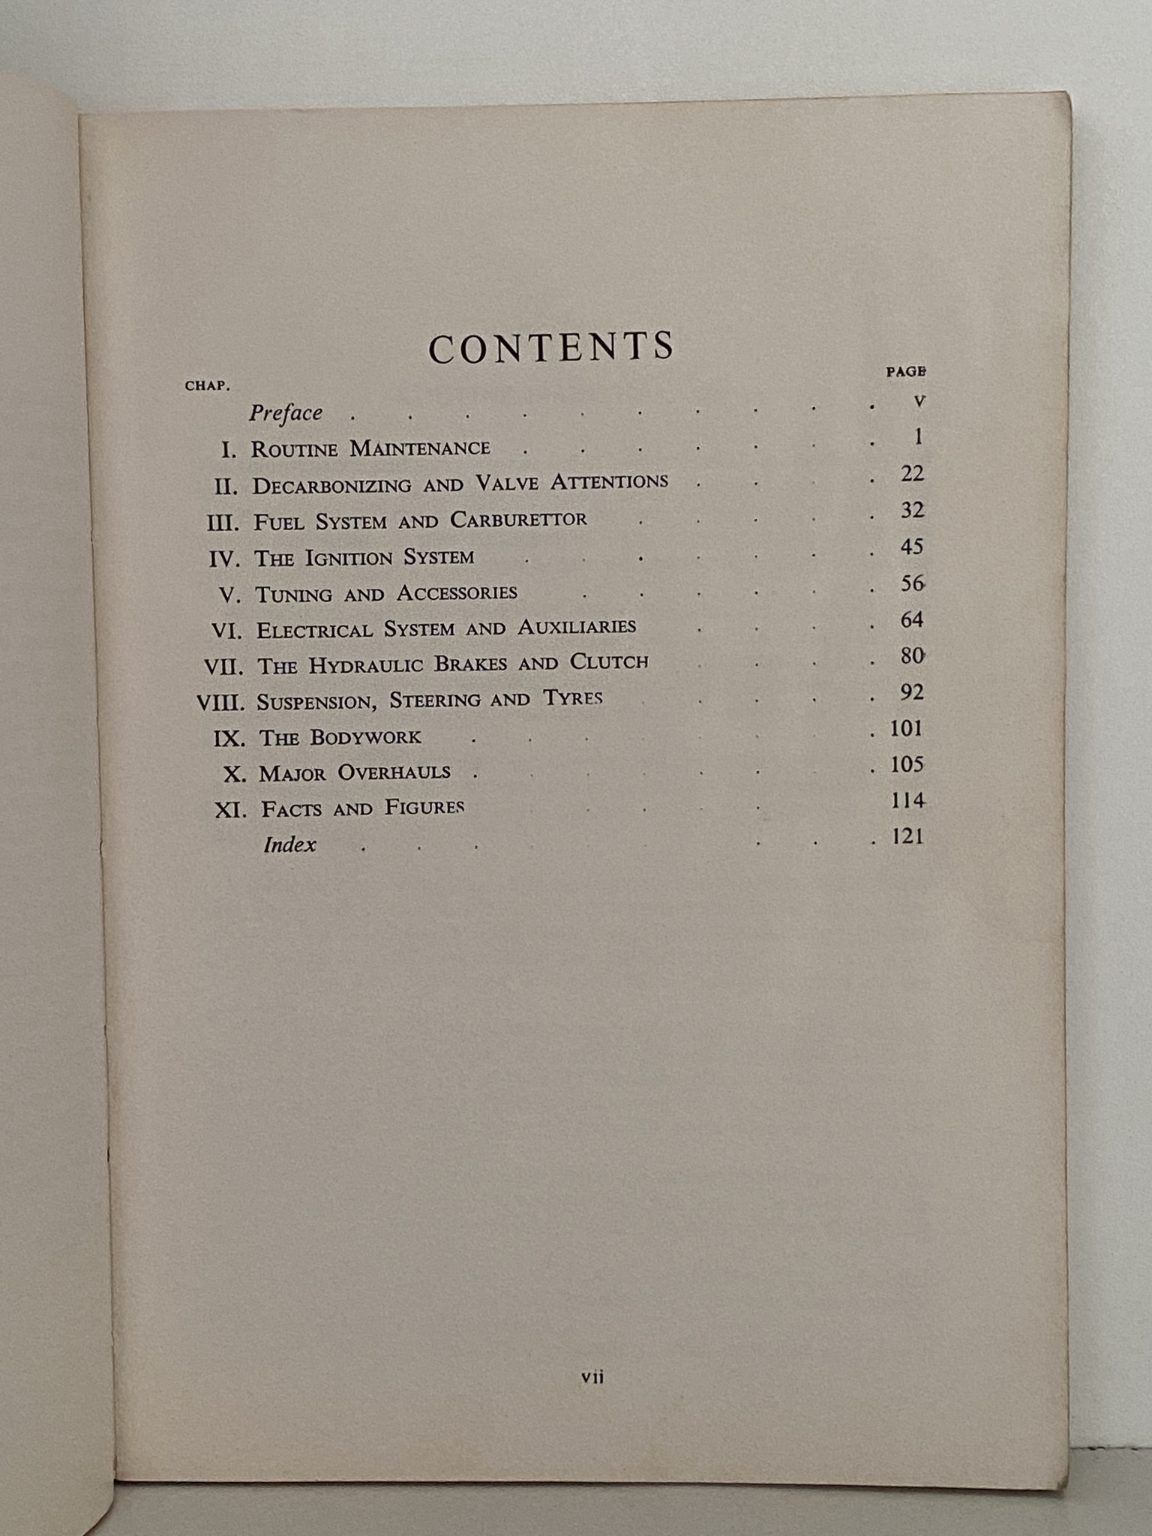 CONTENTS
CHAP. PAGE
Preface . . . . . . . . . . v
I. ROUTINE MAINTENANCE . . . . . . . 1
II. DECARBONIZING AND VALVE ATTENTIONS . . . . 22
III. FUEL SYSTEM AND CARBURETTOR . . . . . 32
IV. THE IGNITION SYSTEM . . . . . . . 45
V. TUNING AND ACCESSORIES . . . . . . 56
VI. ELECTRICAL SYSTEM AND AUXILIARIES . . . . 64
VII. THE HYDRAULIC BRAKES AND CLUTCH . . . . 80
VIII. SUSPENSION, STEERING AND TYRES . . . . . 92
IX. THE BODYWORK . . . . . . . 101
X. MAJOR OVERHAULS . . . . . . . . 105
XI. FACTS AND FIGURES . . . 114
Index . . . . . . . 121
vii